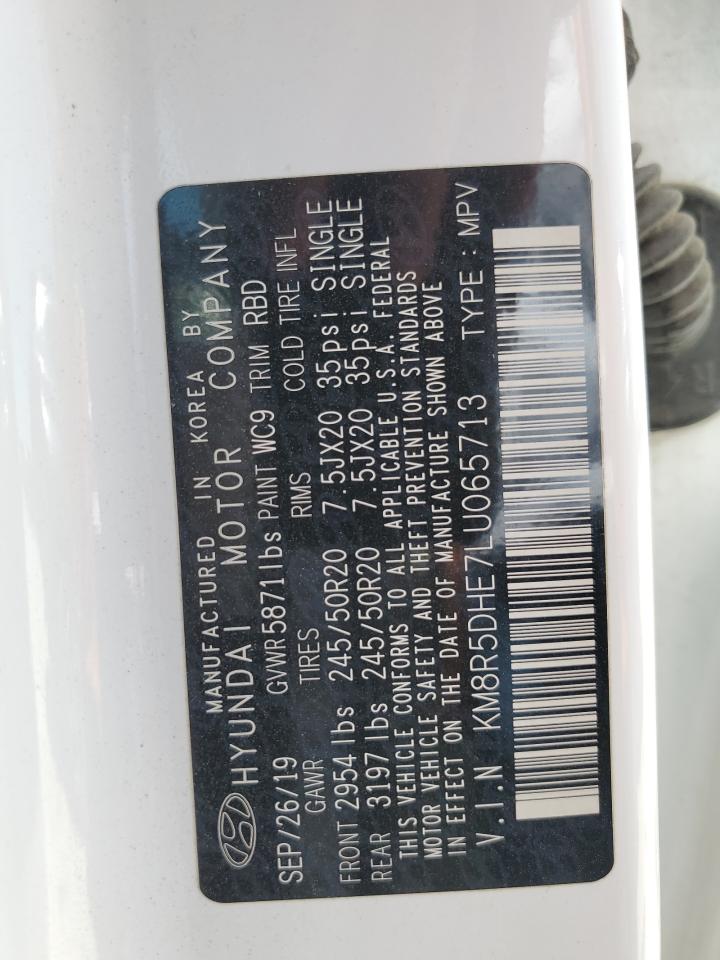 MANUFACTURED IN KOREA BY
HYUNDAI MOTOR COMPANY
SEP/26/19 GVWR 5871lbs PAINT WC9 TRIM RBD
GAWR TIRES RIMS COLD TIRE INFL
FRONT 2954 lbs 245/50R20 7.5JX20 35psi SINGLE
REAR 3197 lbs 245/50R20 7.5JX20 35psi SINGLE
THIS VEHICLE CONFORMS TO ALL APPLICABLE U.S.A. FEDERAL
MOTOR VEHICLE SAFETY AND THEFT PREVENTION STANDARDS
IN EFFECT ON THE DATE OF MANUFACTURE SHOWN ABOVE
V.I.N KM8R5DHE7LU065713 TYPE : MPV